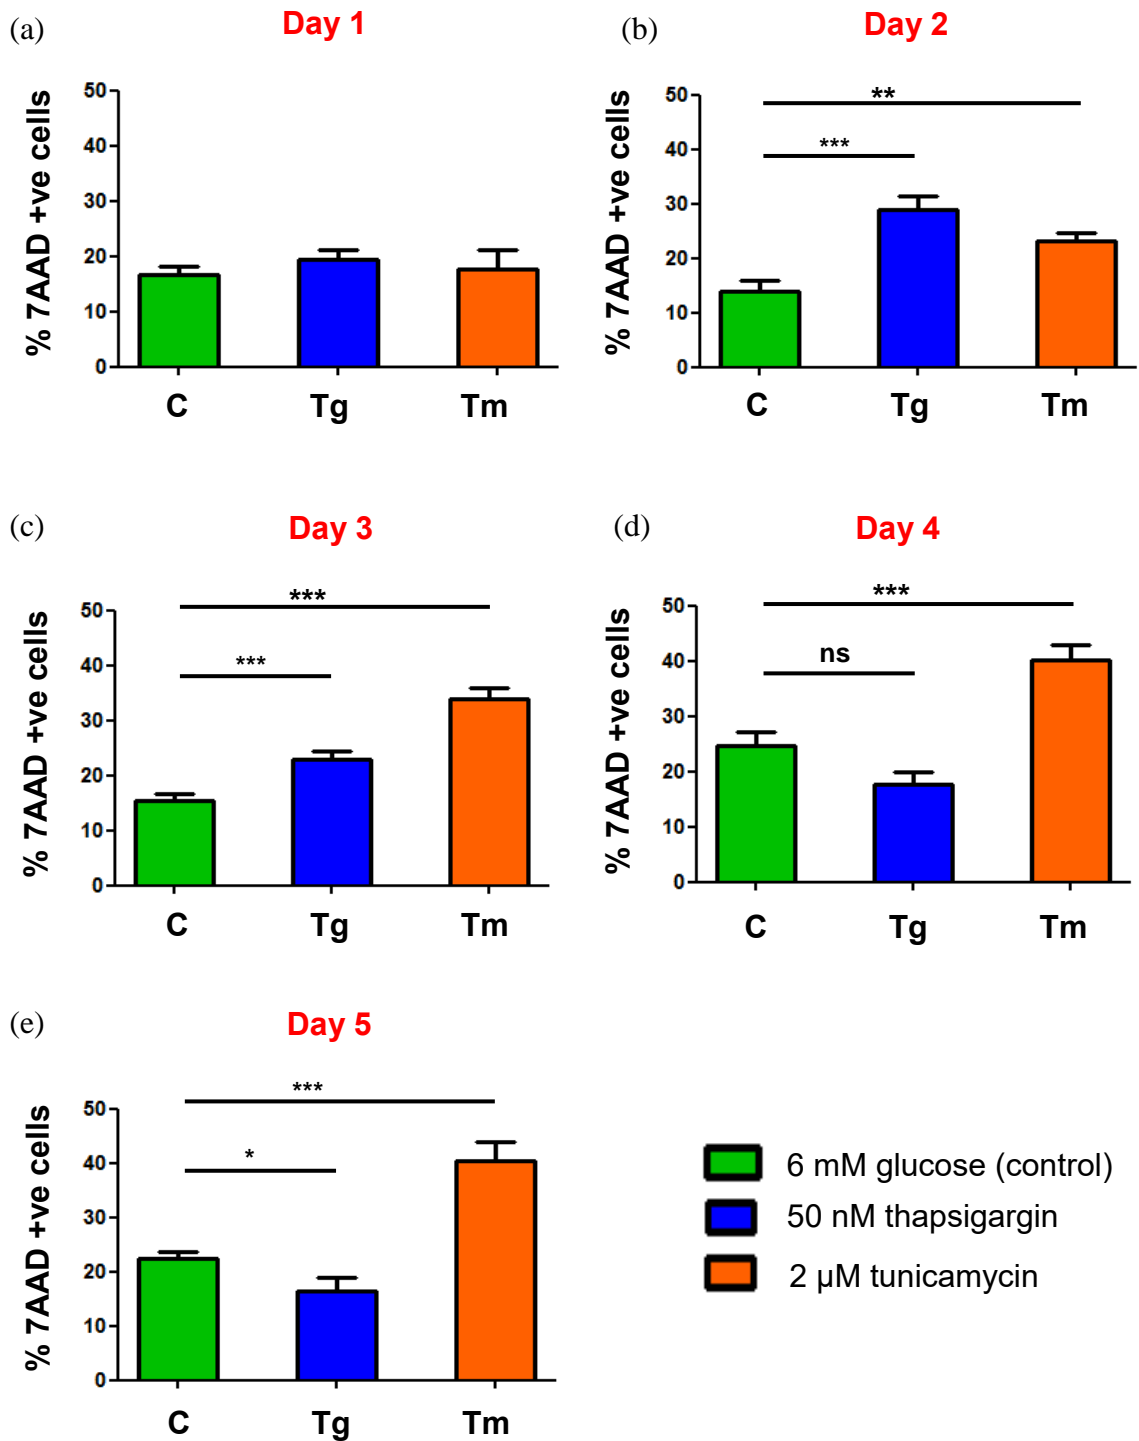 (a)
Day 1
% 7AAD +ve cells
50
40
30
20
10
0
C Tg Tm
(b)
Day 2
% 7AAD +ve cells
50
40
30
20
10
0
**
***
C Tg Tm
(c)
Day 3
% 7AAD +ve cells
50
40
30
20
10
0
***
***
C Tg Tm
(d)
Day 4
% 7AAD +ve cells
50
40
30
20
10
0
***
ns
C Tg Tm
(e)
Day 5
% 7AAD +ve cells
50
40
30
20
10
0
***
*
C Tg Tm
6 mM glucose (control)
50 nM thapsigargin
2 µM tunicamycin